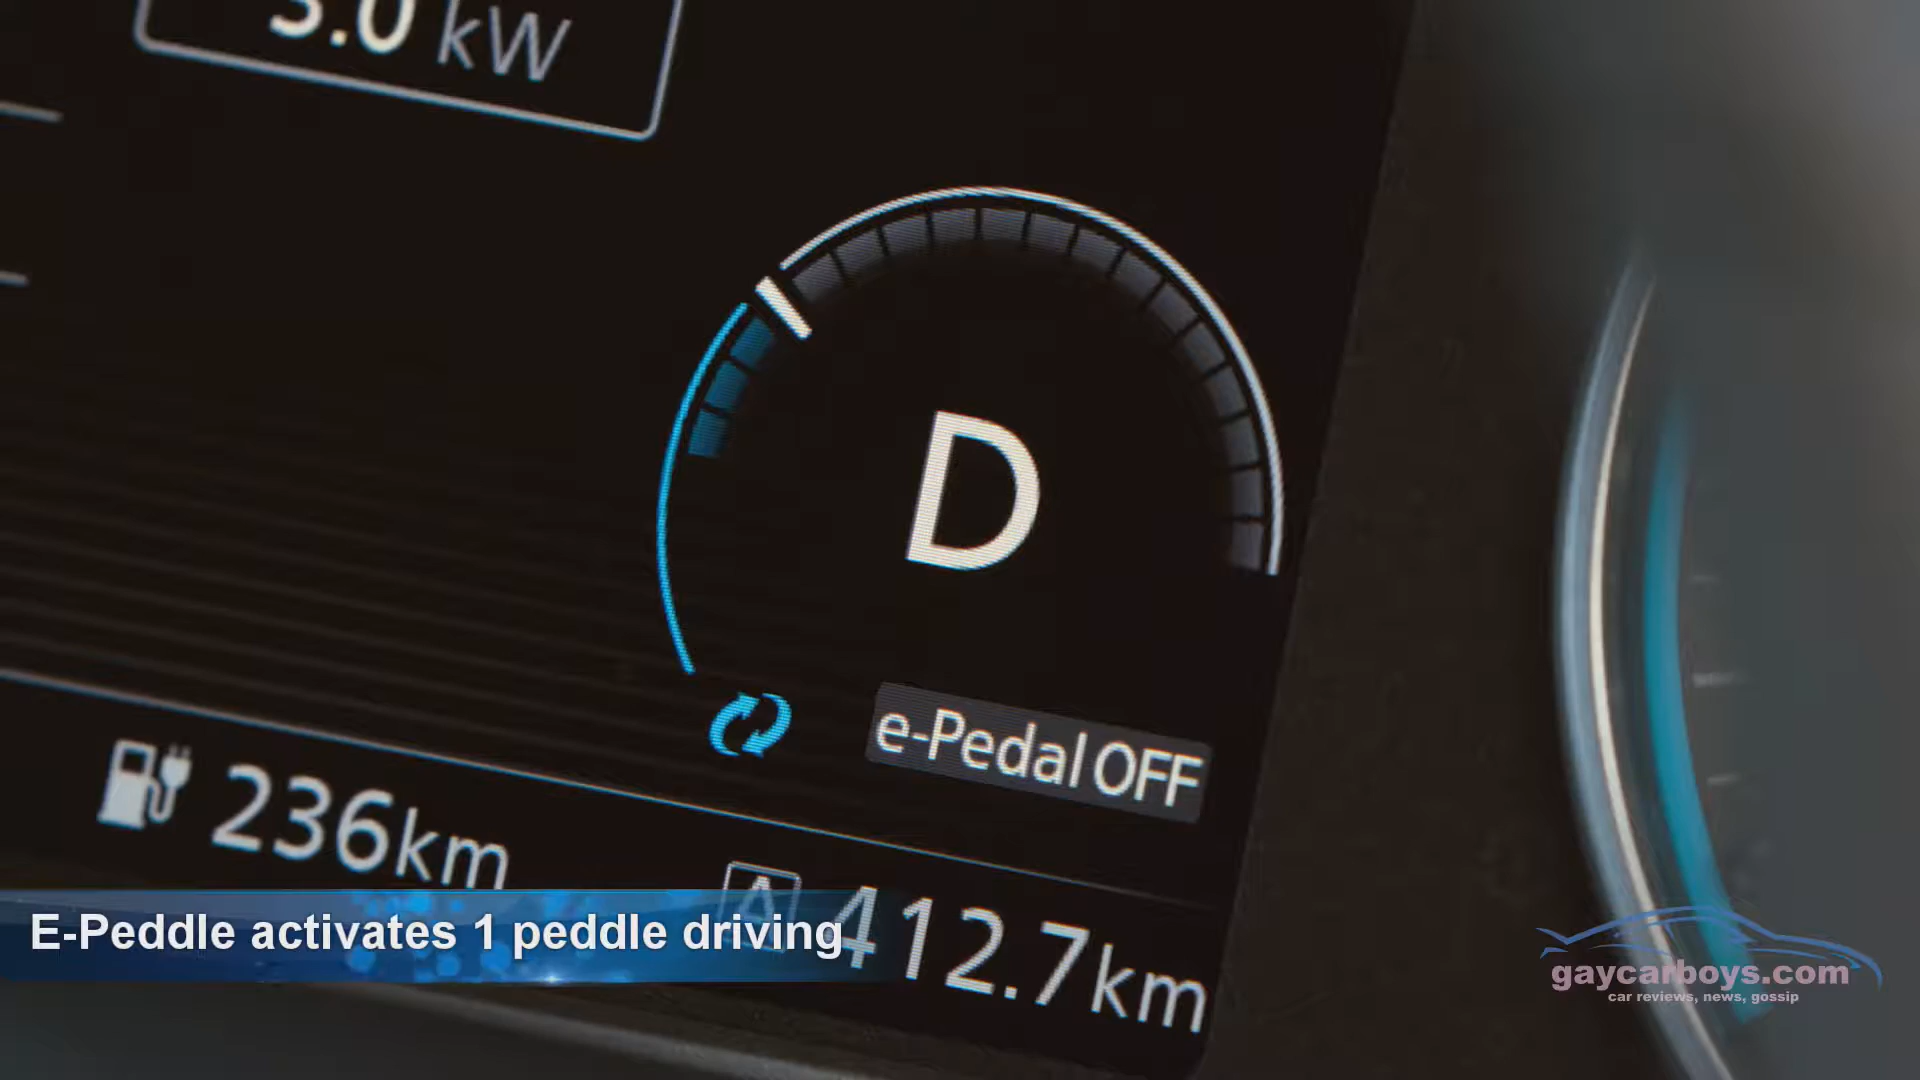 3.0 kW
D
e-Pedal OFF
236km
A 412.7km
E-Peddle activates 1 peddle driving
gaycarboys.com
car reviews, news, gossip